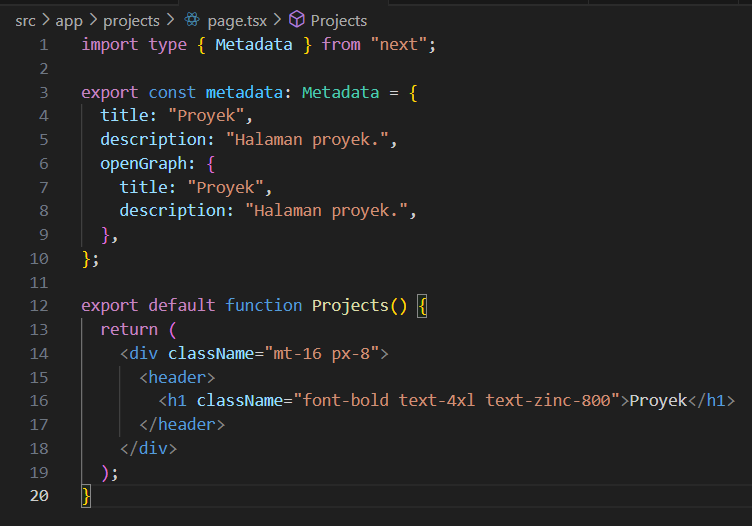 src > app > projects > page.tsx > Projects
1 import type { Metadata } from "next";
2
3 export const metadata: Metadata = {
4 title: "Proyek",
5 description: "Halaman proyek.",
6 openGraph: {
7 title: "Proyek",
8 description: "Halaman proyek.",
9 },
10 };
11
12 export default function Projects() {
13 return (
14 <div className="mt-16 px-8">
15 <header>
16 <h1 className="font-bold text-4xl text-zinc-800">Proyek</h1>
17 </header>
18 </div>
19 );
20 }